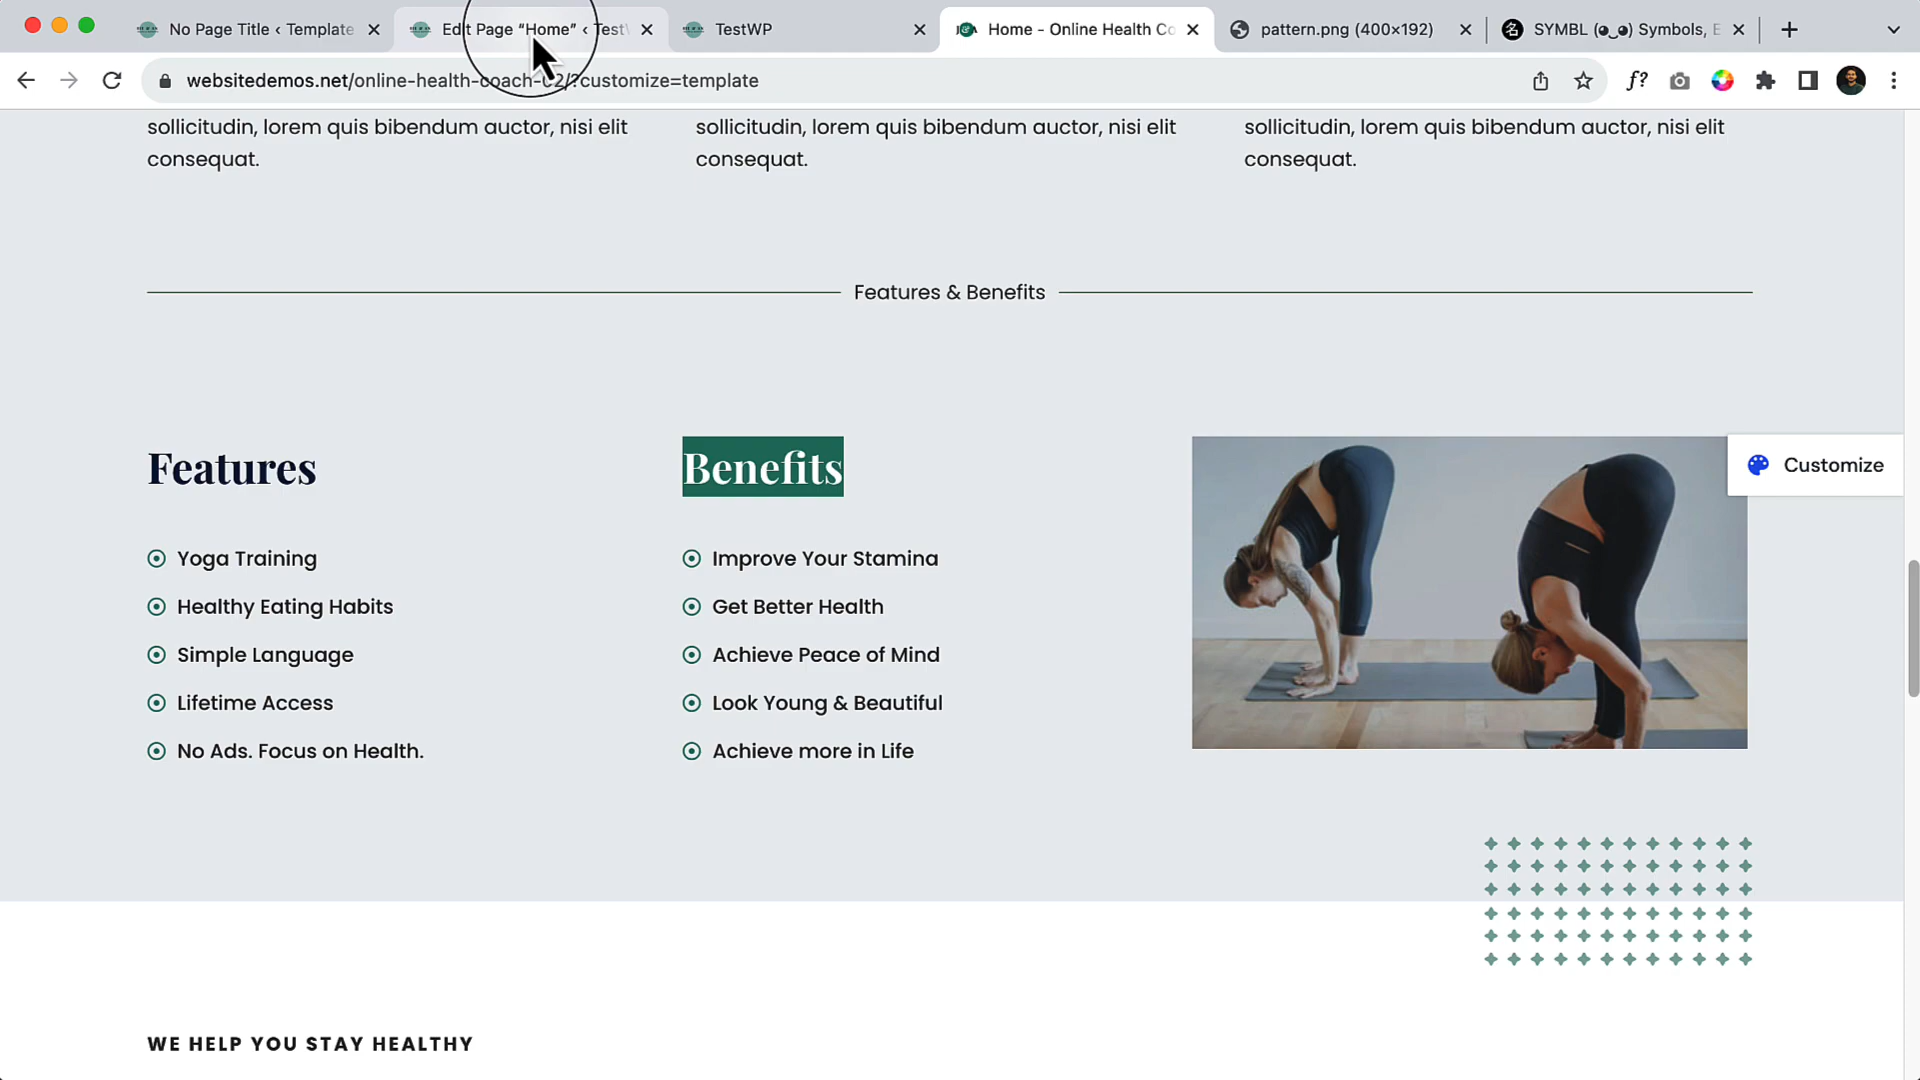 No Page Title ‹ Template
Edit Page “Home” ‹ Test
TestWP
Home - Online Health Co
pattern.png (400×192)
SYMBL (◕‿◕) Symbols, E
websitedemos.net/online-health-coach-02/?customize=template
sollicitudin, lorem quis bibendum auctor, nisi elit
consequat.
sollicitudin, lorem quis bibendum auctor, nisi elit
consequat.
sollicitudin, lorem quis bibendum auctor, nisi elit
consequat.
Features & Benefits
Features
Yoga Training
Healthy Eating Habits
Simple Language
Lifetime Access
No Ads. Focus on Health.
Benefits
Improve Your Stamina
Get Better Health
Achieve Peace of Mind
Look Young & Beautiful
Achieve more in Life
Customize
WE HELP YOU STAY HEALTHY